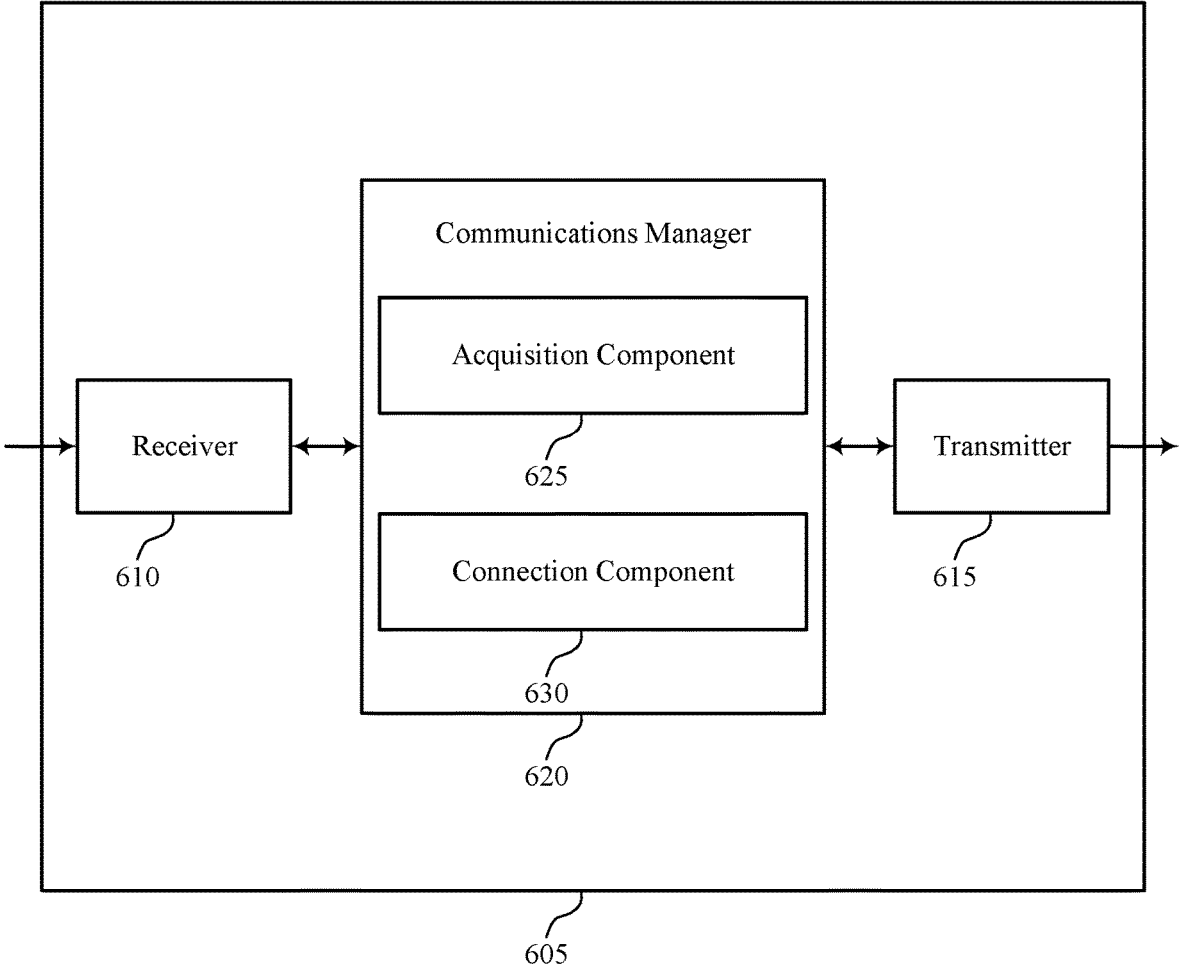 Communications Manager
Acquisition Component
625
Receiver
610
Transmitter
615
Connection Component
630
620
605